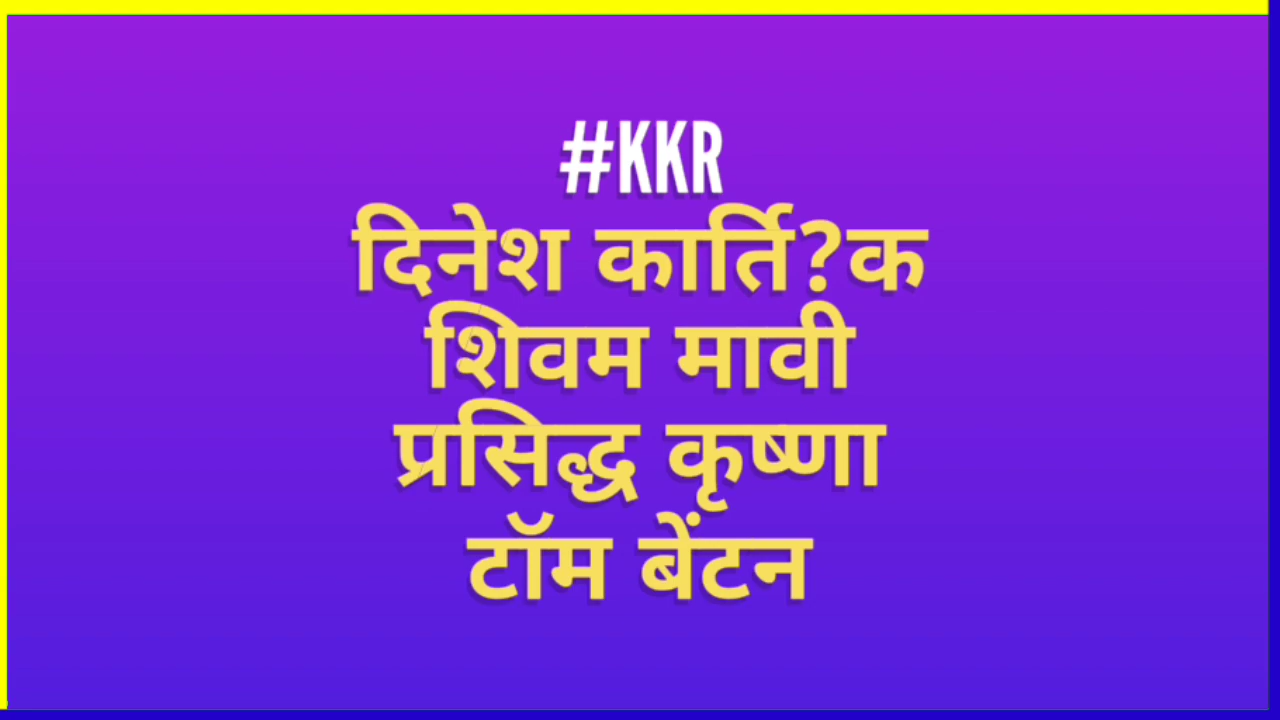 #KKR
दिनेश कार्ति?क
शिवम मावी
प्रसिद्ध कृष्णा
टॉम बेंटन